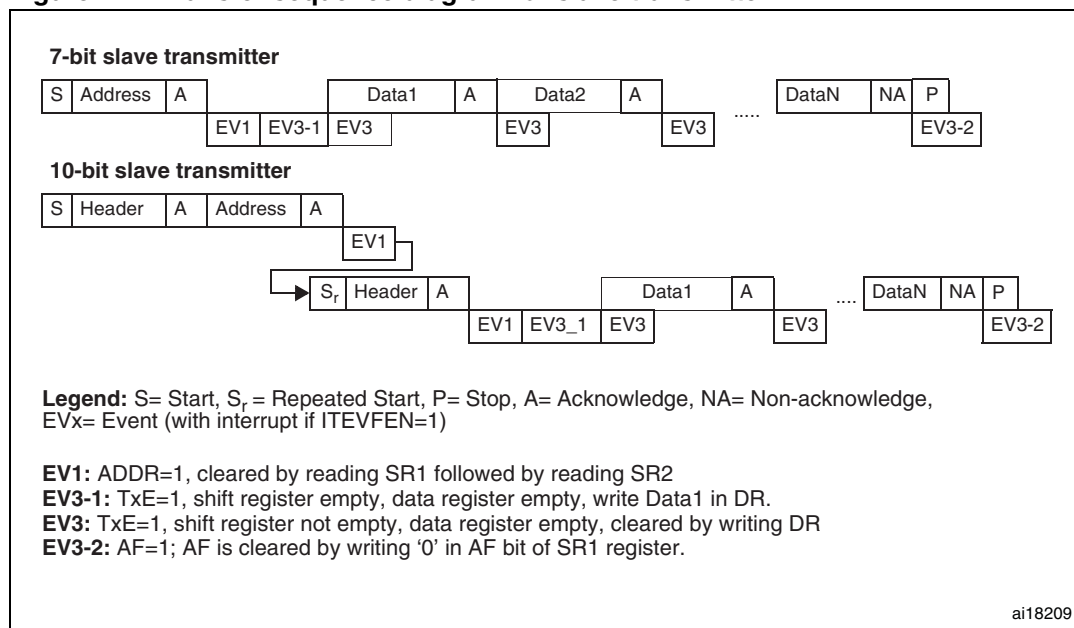 7-bit slave transmitter
S Address A Data1 A Data2 A ..... DataN NA P
EV1 EV3-1 EV3 EV3 EV3 EV3-2
10-bit slave transmitter
S Header A Address A
EV1
Sr Header A Data1 A .... DataN NA P
EV1 EV3_1 EV3 EV3 EV3-2
Legend: S= Start, Sr = Repeated Start, P= Stop, A= Acknowledge, NA= Non-acknowledge,
EVx= Event (with interrupt if ITEVFEN=1)
EV1: ADDR=1, cleared by reading SR1 followed by reading SR2
EV3-1: TxE=1, shift register empty, data register empty, write Data1 in DR.
EV3: TxE=1, shift register not empty, data register empty, cleared by writing DR
EV3-2: AF=1; AF is cleared by writing ‘0’ in AF bit of SR1 register.
ai18209